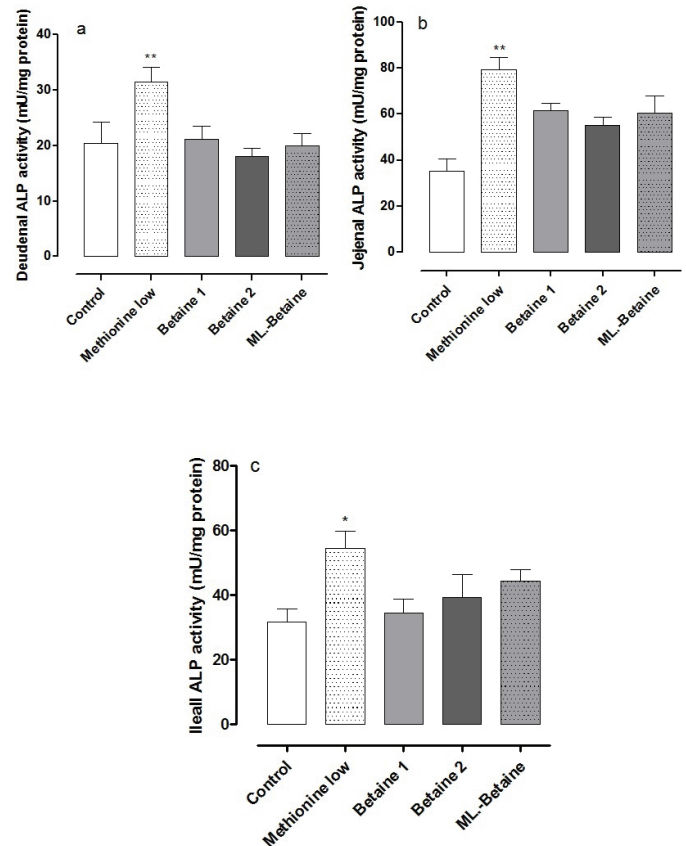 a
Deudenal ALP activity (mU/mg protein)
40
30
20
10
0
**
Control
Methionine low
Betaine 1
Betaine 2
ML.-Betaine
b
Jejenal ALP activity (mU/mg protein)
100
80
60
40
20
0
**
Control
Methionine low
Betaine 1
Betaine 2
ML.-Betaine
c
Ileall ALP activity (mU/mg protein)
80
60
40
20
0
*
Control
Methionine low
Betaine 1
Betaine 2
ML.-Betaine